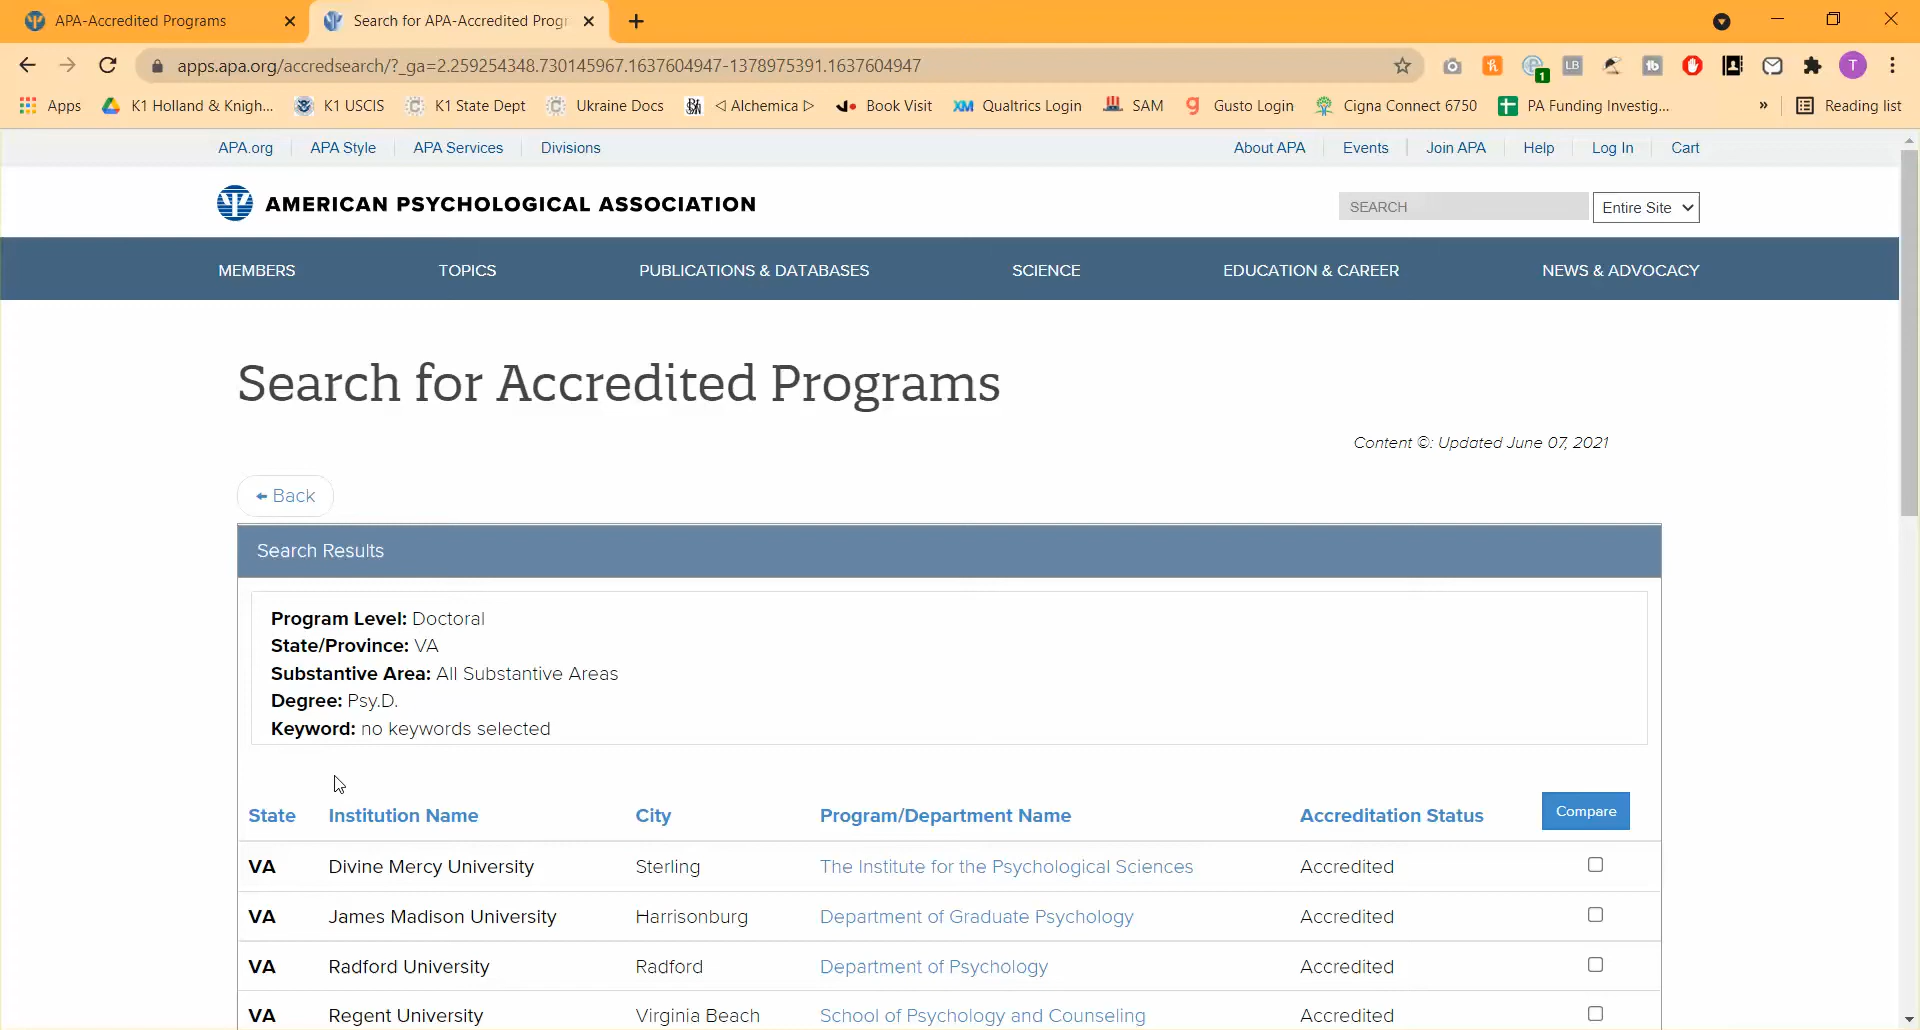 APA-Accredited Programs
Search for APA-Accredited Progr
apps.apa.org/accredsearch/?_ga=2.259254348.730145967.1637604947-1378975391.1637604947
1
LB
tb
T
Apps
K1 Holland & Knigh...
K1 USCIS
K1 State Dept
Ukraine Docs
◁ Alchemica ▷
Book Visit
XM Qualtrics Login
SAM
g Gusto Login
Cigna Connect 6750
PA Funding Investig...
»
Reading list
APA.org
APA Style
APA Services
Divisions
About APA
Events
Join APA
Help
Log In
Cart
AMERICAN PSYCHOLOGICAL ASSOCIATION
SEARCH
Entire Site
MEMBERS
TOPICS
PUBLICATIONS & DATABASES
SCIENCE
EDUCATION & CAREER
NEWS & ADVOCACY
Search for Accredited Programs
Content ©: Updated June 07, 2021
Back
Search Results
Program Level: Doctoral
State/Province: VA
Substantive Area: All Substantive Areas
Degree: Psy.D.
Keyword: no keywords selected
State Institution Name City Program/Department Name Accreditation Status Compare
VA Divine Mercy University Sterling The Institute for the Psychological Sciences Accredited
VA James Madison University Harrisonburg Department of Graduate Psychology Accredited
VA Radford University Radford Department of Psychology Accredited
VA Regent University Virginia Beach School of Psychology and Counseling Accredited